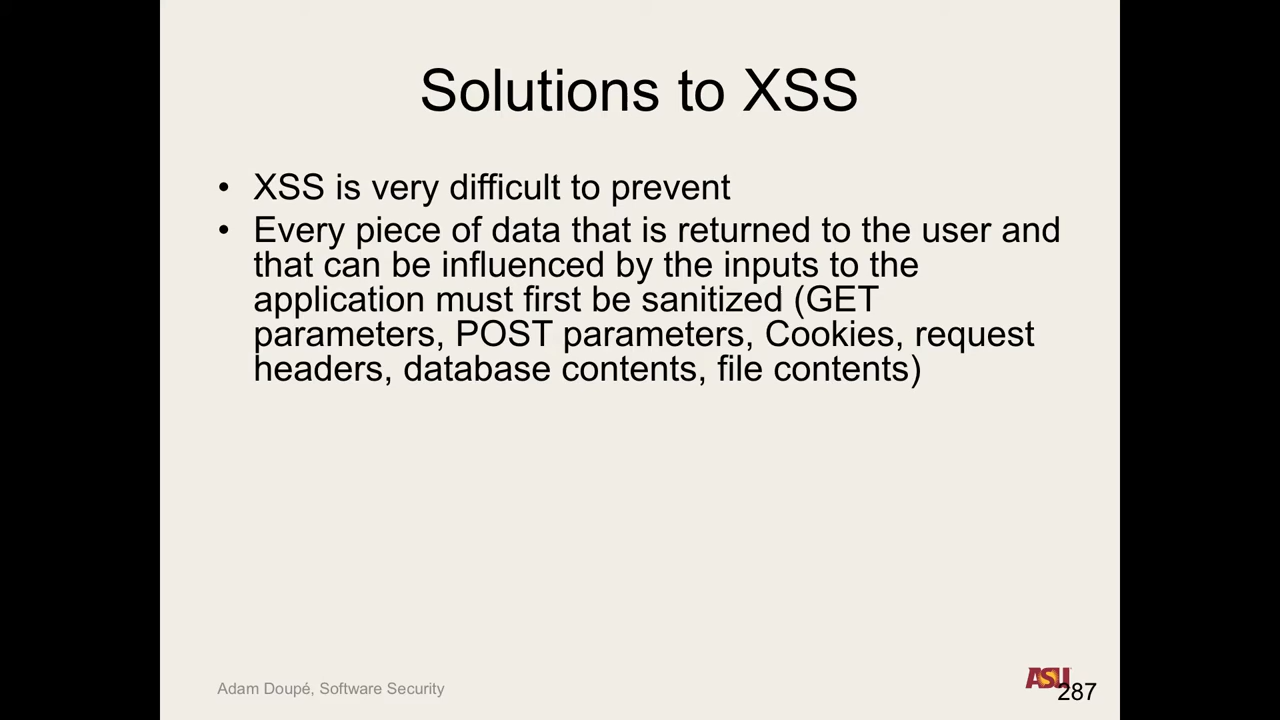 Solutions to XSS
• XSS is very difficult to prevent
• Every piece of data that is returned to the user and
that can be influenced by the inputs to the
application must first be sanitized (GET
parameters, POST parameters, Cookies, request
headers, database contents, file contents)
Adam Doupé, Software Security
ASU
287